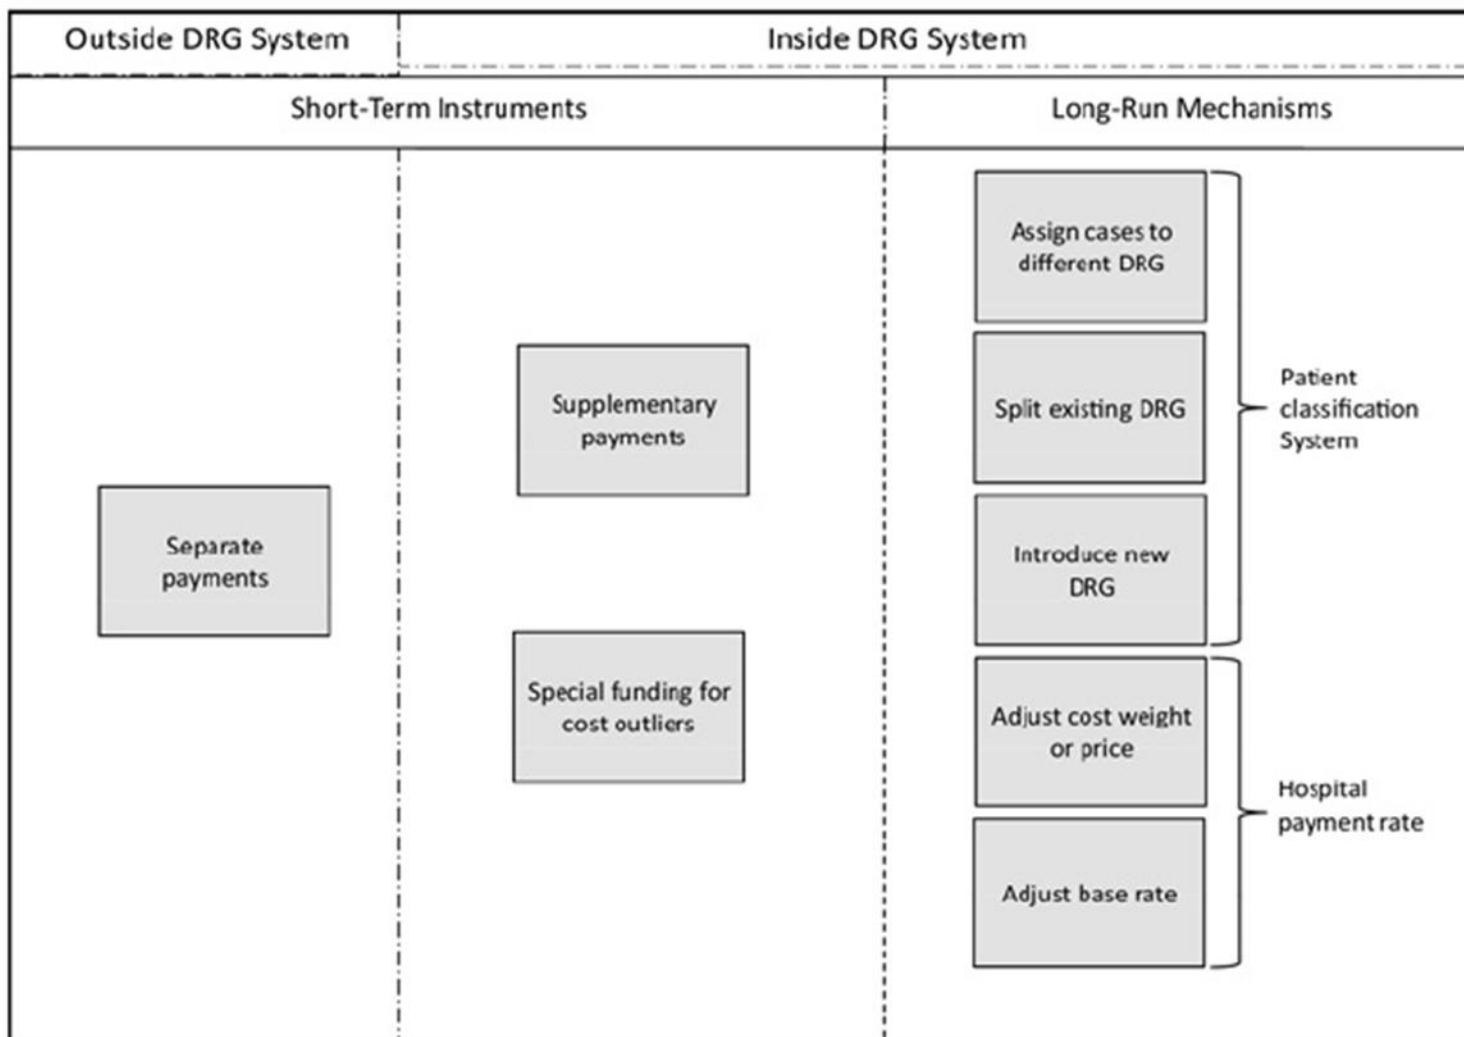 Outside DRG System
Inside DRG System
Short-Term Instruments
Long-Run Mechanisms
Separate
payments
Supplementary
payments
Special funding for
cost outliers
Assign cases to
different DRG
Split existing DRG
Introduce new
DRG
Patient
classification
System
Adjust cost weight
or price
Adjust base rate
Hospital
payment rate